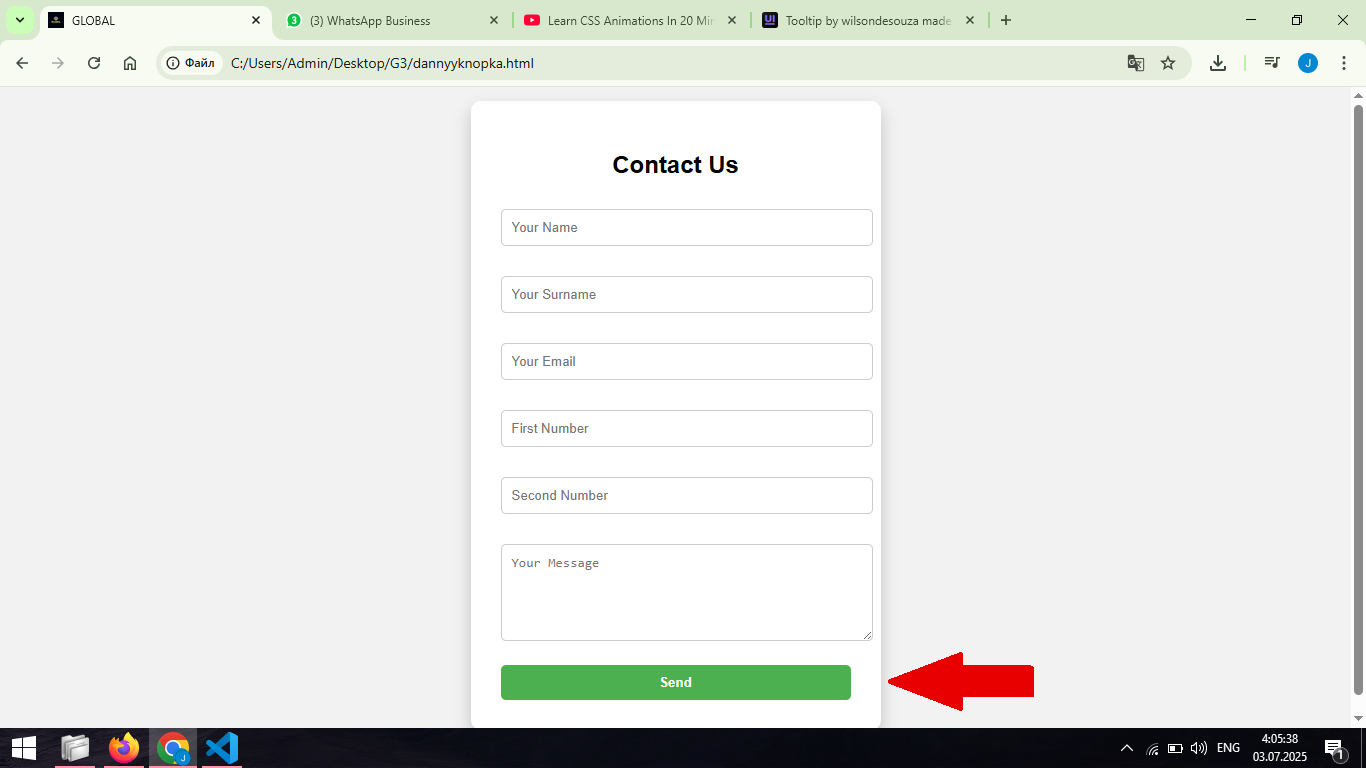 GLOBAL
(3) WhatsApp Business
Learn CSS Animations In 20 Min
Tooltip by wilsondesouza made
Файл
C:/Users/Admin/Desktop/G3/dannyyknopka.html
J
Contact Us
Your Name
Your Surname
Your Email
First Number
Second Number
Your Message
Send
ENG
4:05:38
03.07.2025
1